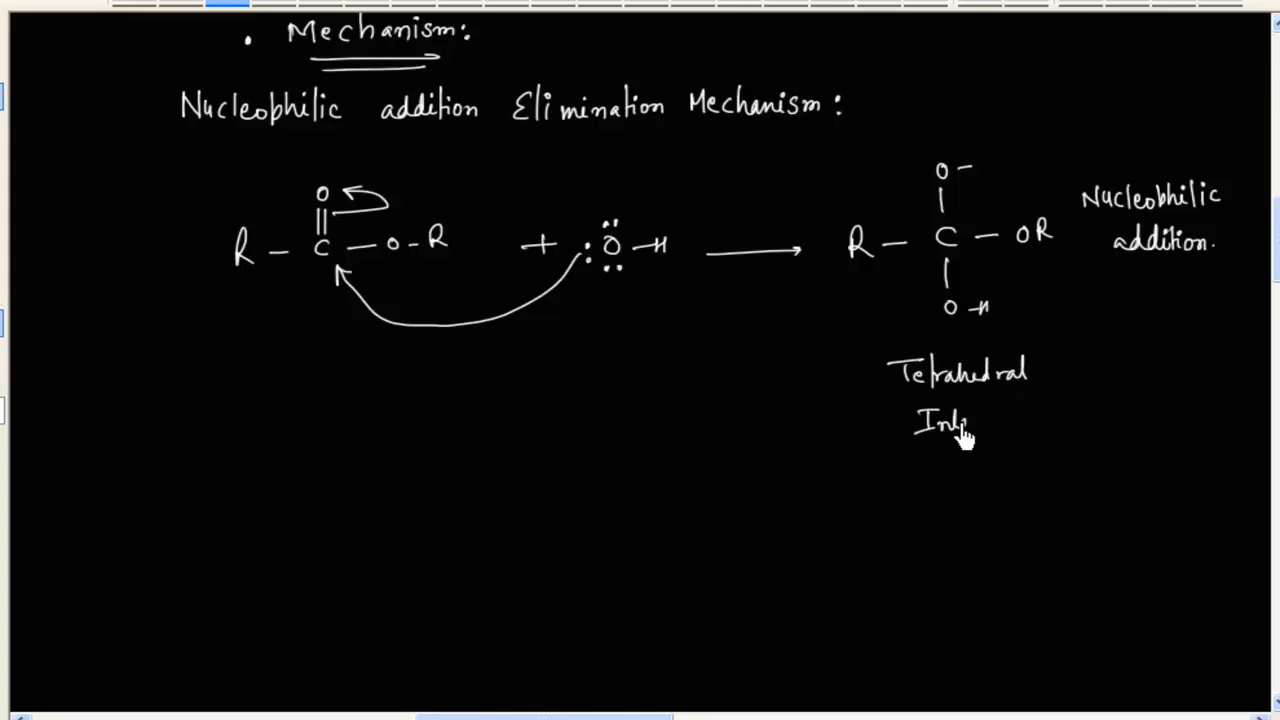 . Mechanism:
Nucleophilic addition Elimination Mechanism:
O
R - C - O - R + :O - H
O -
R - C - OR
O - H
Nucleophilic
addition.
Tetrahedral
Int